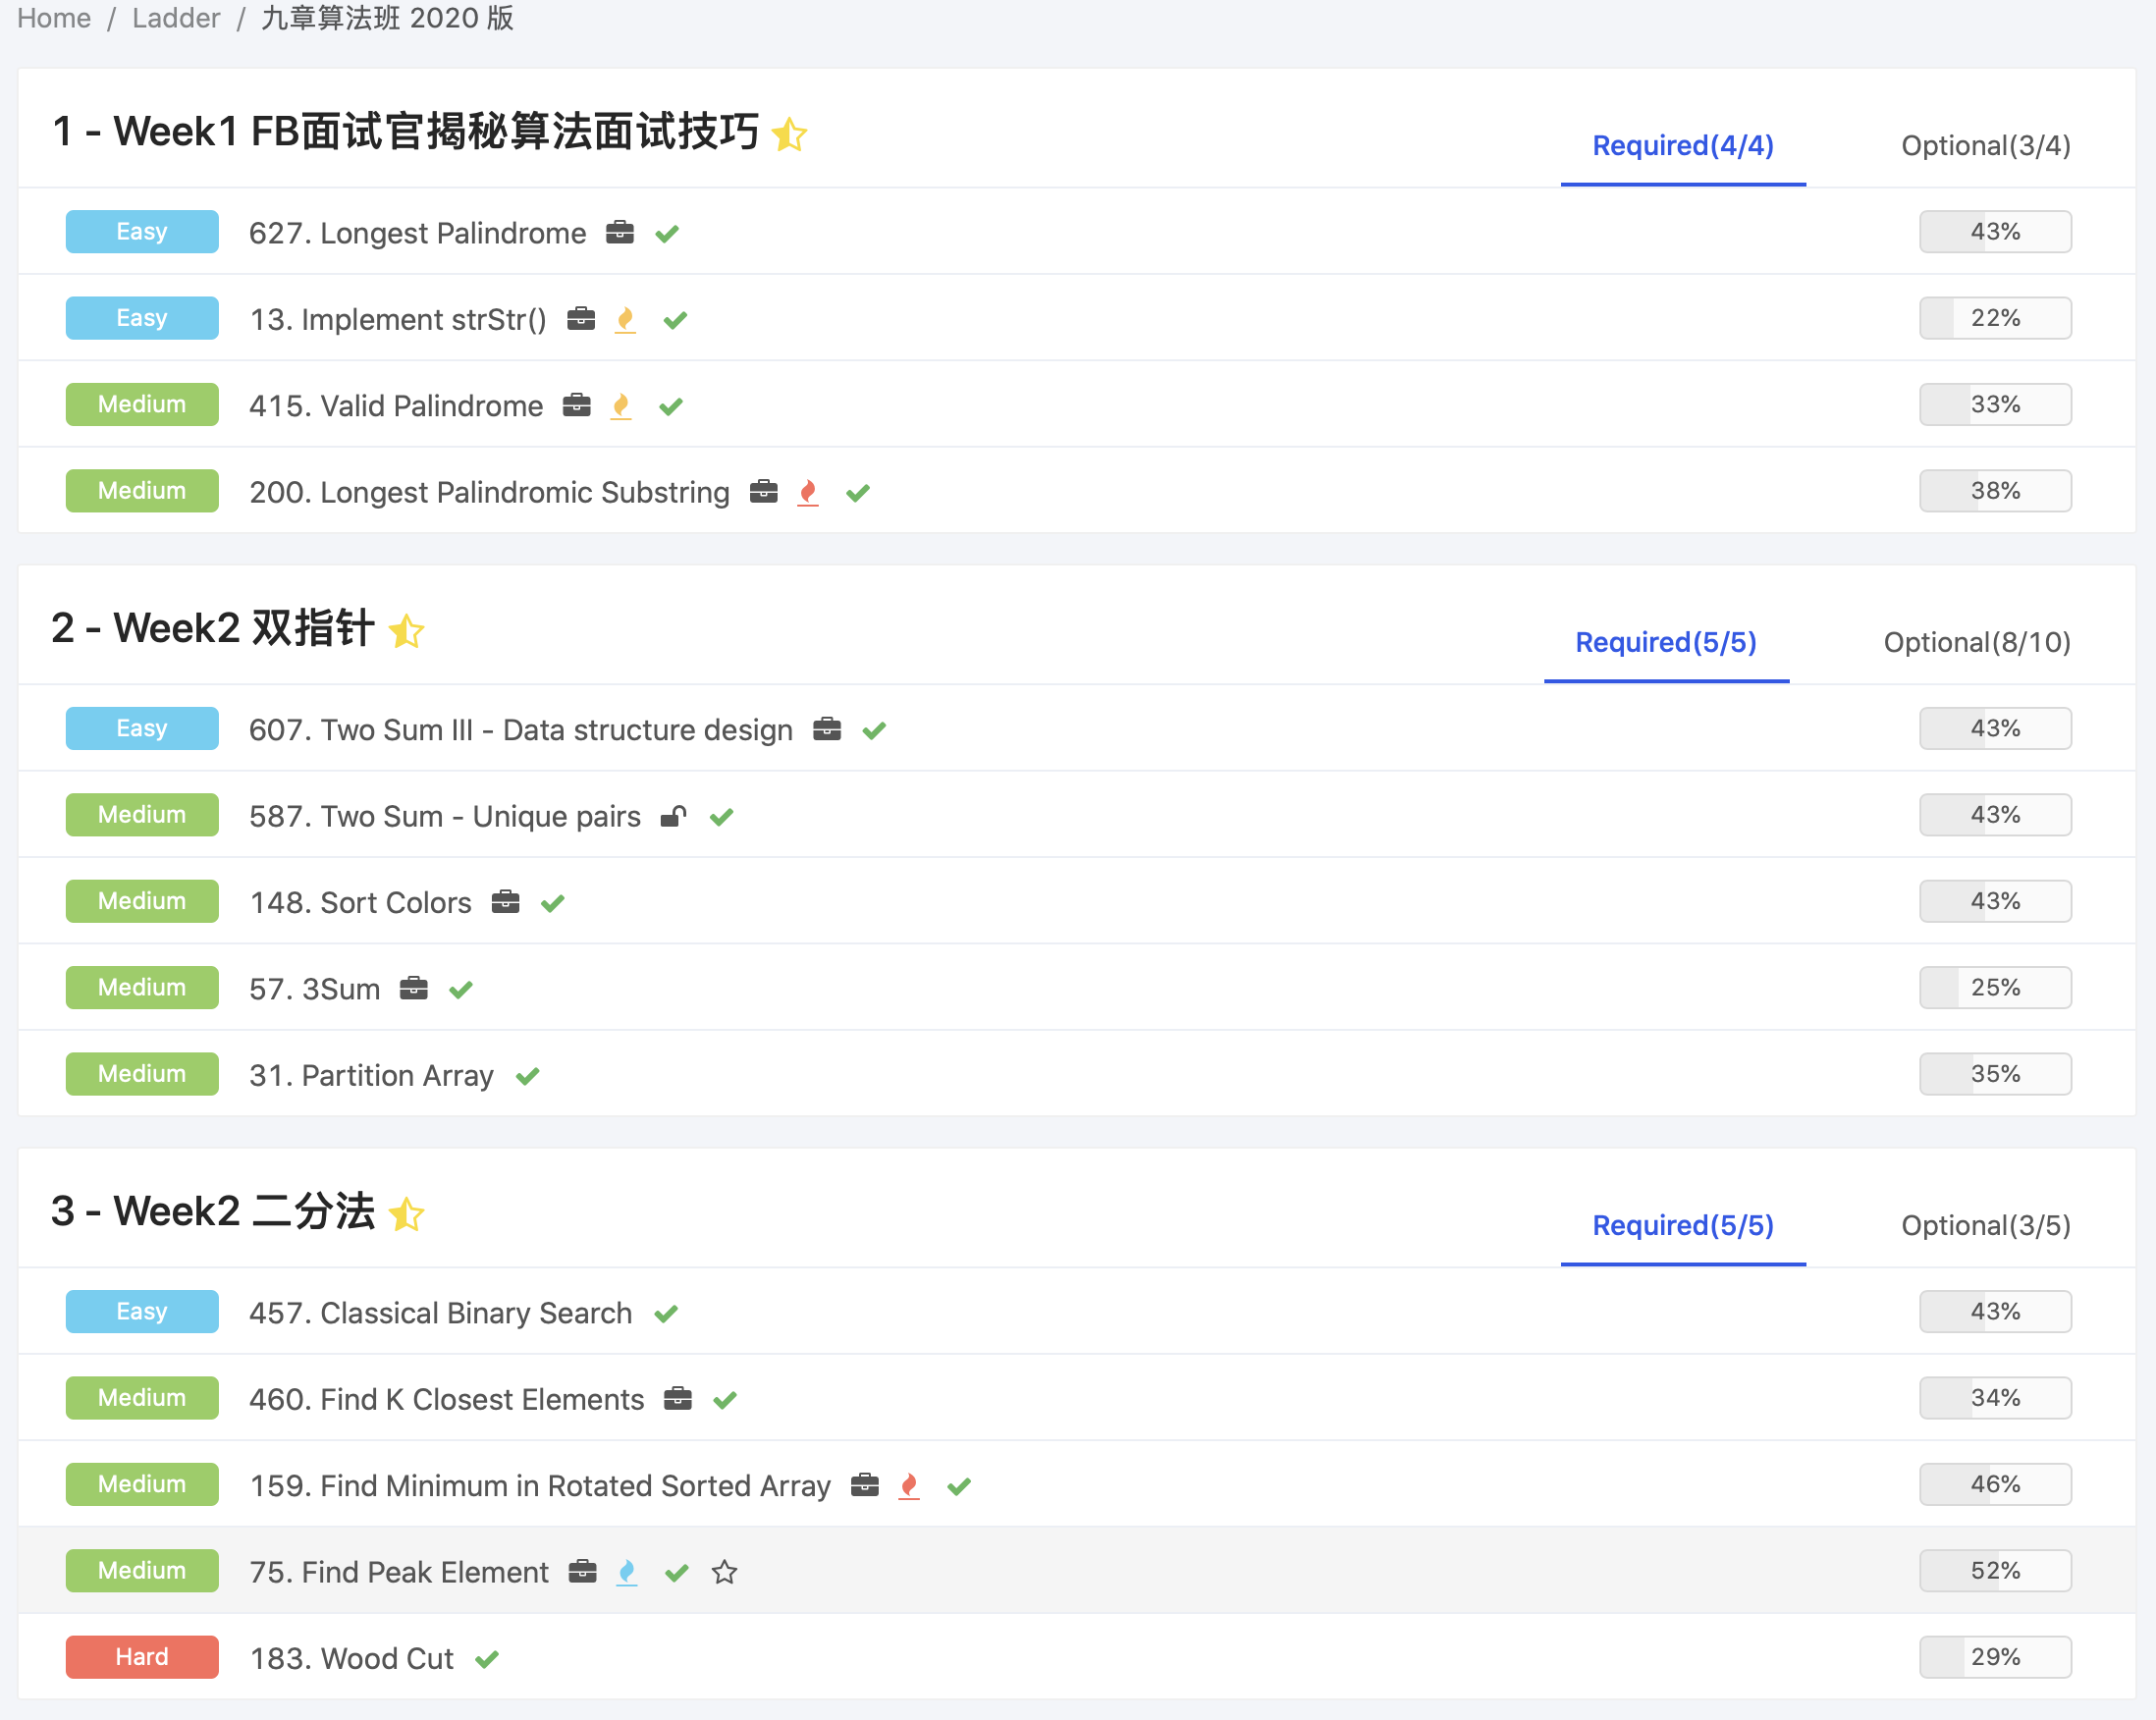 Home / Ladder / 九章算法班 2020 版
1 - Week1 FB面试官揭秘算法面试技巧 Required(4/4) Optional(3/4)
Easy 627. Longest Palindrome 43%
Easy 13. Implement strStr() 22%
Medium 415. Valid Palindrome 33%
Medium 200. Longest Palindromic Substring 38%
2 - Week2 双指针 Required(5/5) Optional(8/10)
Easy 607. Two Sum III - Data structure design 43%
Medium 587. Two Sum - Unique pairs 43%
Medium 148. Sort Colors 43%
Medium 57. 3Sum 25%
Medium 31. Partition Array 35%
3 - Week2 二分法 Required(5/5) Optional(3/5)
Easy 457. Classical Binary Search 43%
Medium 460. Find K Closest Elements 34%
Medium 159. Find Minimum in Rotated Sorted Array 46%
Medium 75. Find Peak Element 52%
Hard 183. Wood Cut 29%